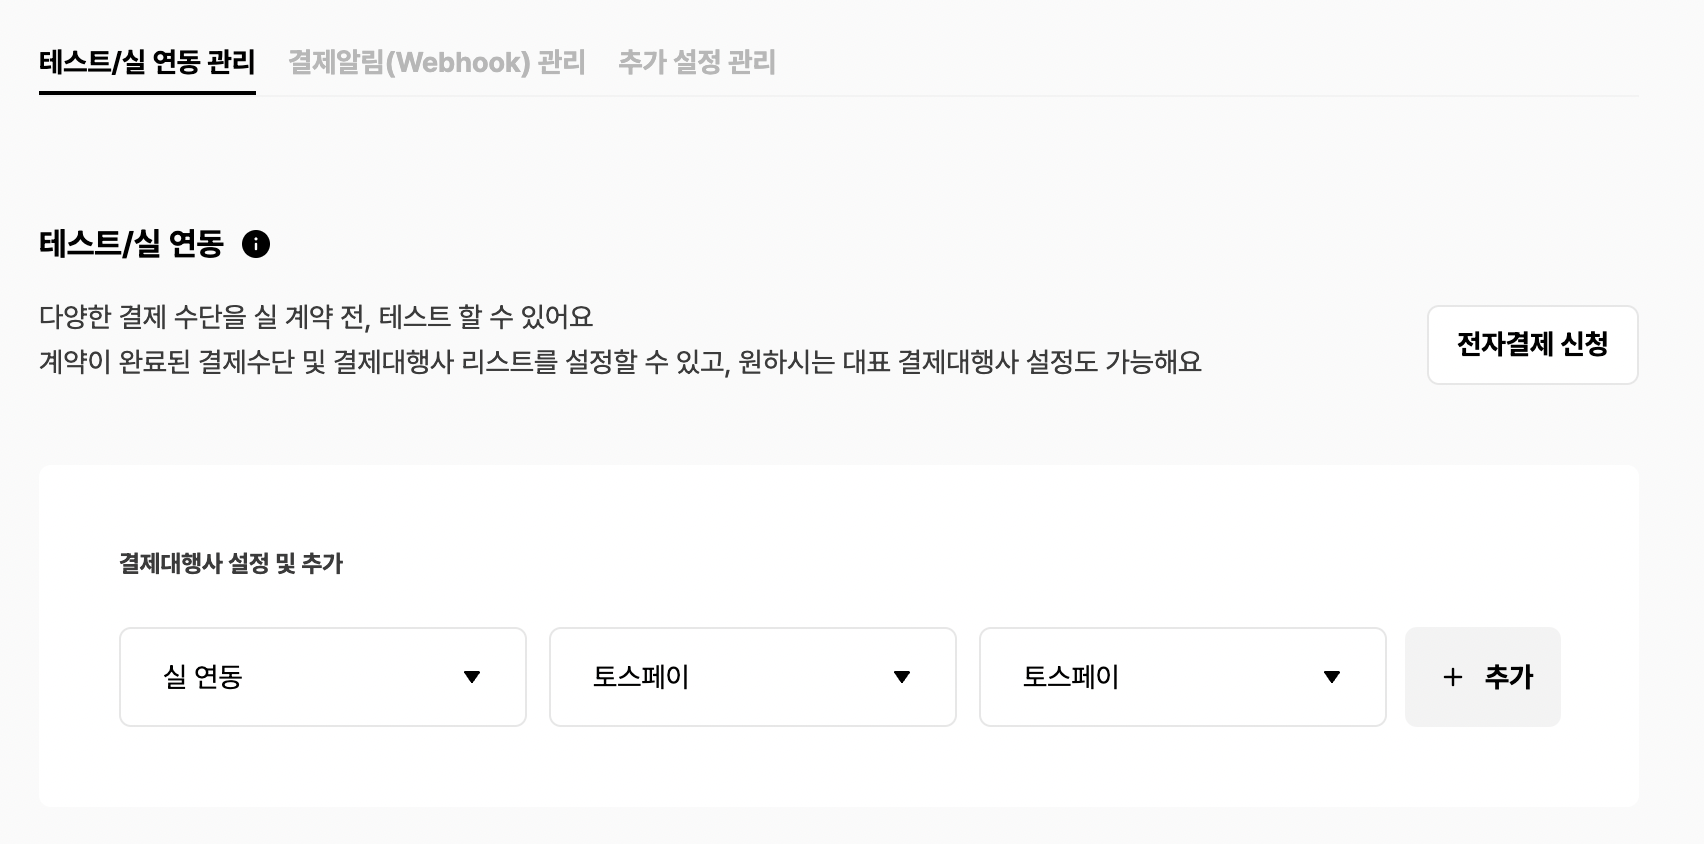 테스트/실 연동 관리 결제알림(Webhook) 관리 추가 설정 관리
테스트/실 연동
다양한 결제 수단을 실 계약 전, 테스트 할 수 있어요
계약이 완료된 결제수단 및 결제대행사 리스트를 설정할 수 있고, 원하시는 대표 결제대행사 설정도 가능해요
전자결제 신청
결제대행사 설정 및 추가
실 연동 토스페이 토스페이 + 추가